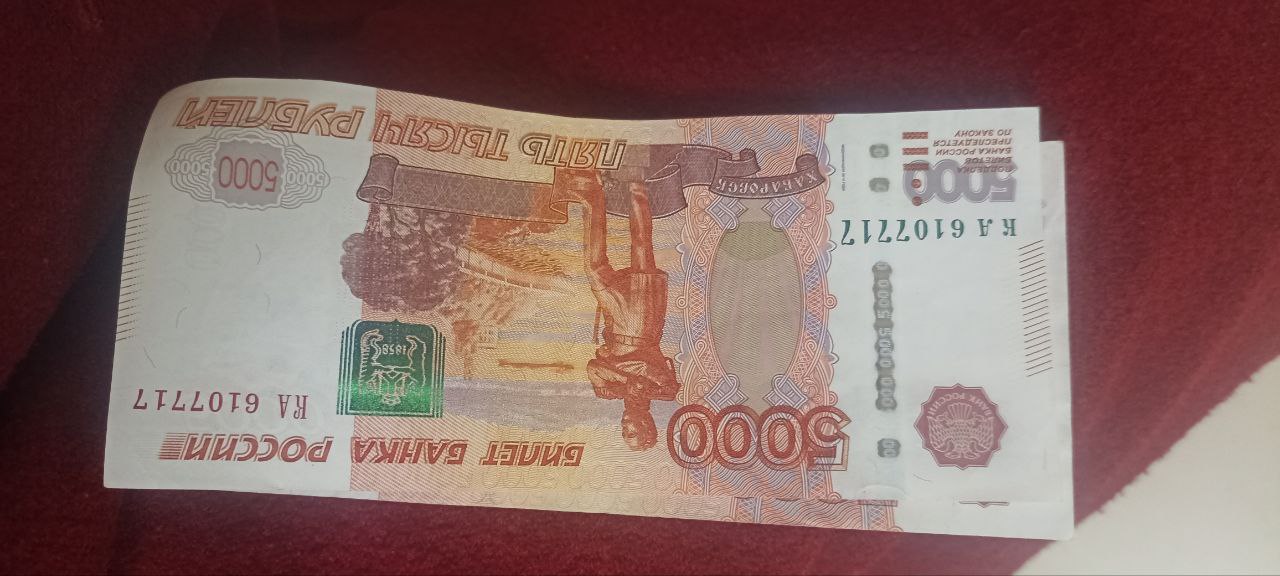 5000
БИЛЕТ БАНКА РОССИИ
БАНК РОССИИ
КА 6107717
1858
КА 6107717
5000
5000
ПОДДЕЛКА
БИЛЕТОВ
БАНКА РОССИИ
ПРЕСЛЕДУЕТСЯ
ПО ЗАКОНУ
ХАБАРОВСК
ПЯТЬ ТЫСЯЧ РУБЛЕЙ